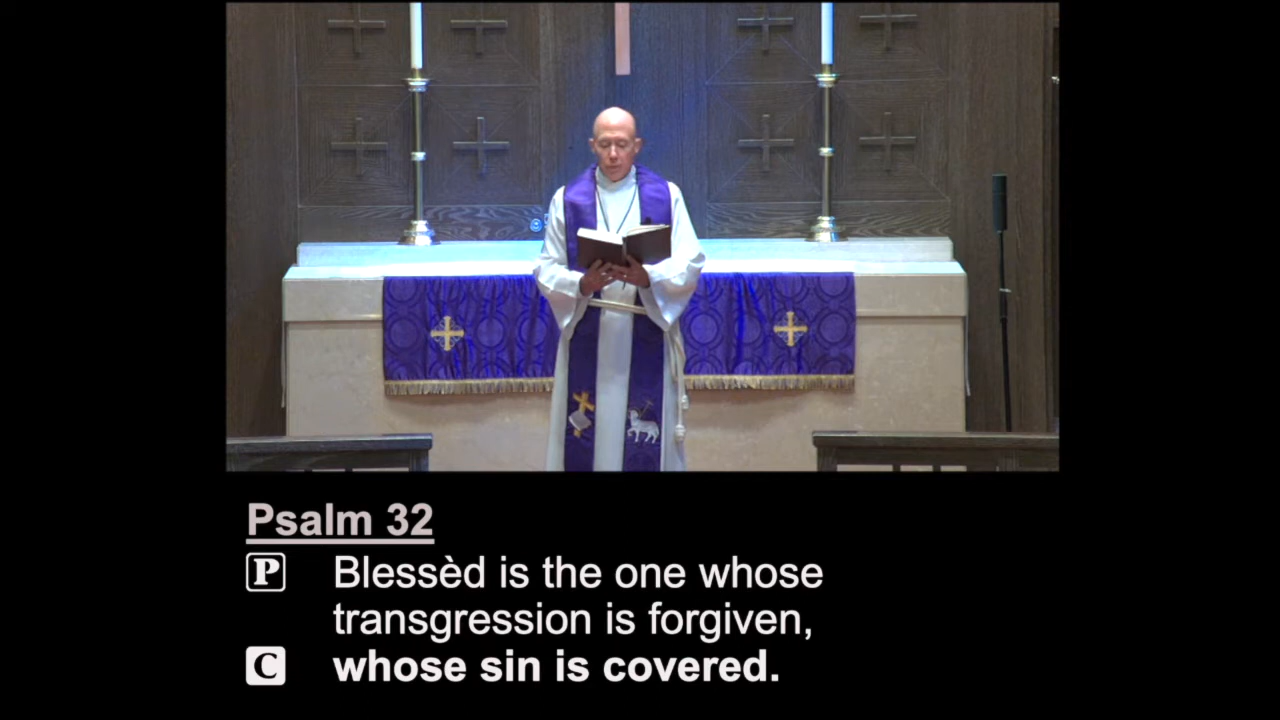 Psalm 32
P Blessèd is the one whose
transgression is forgiven,
C whose sin is covered.